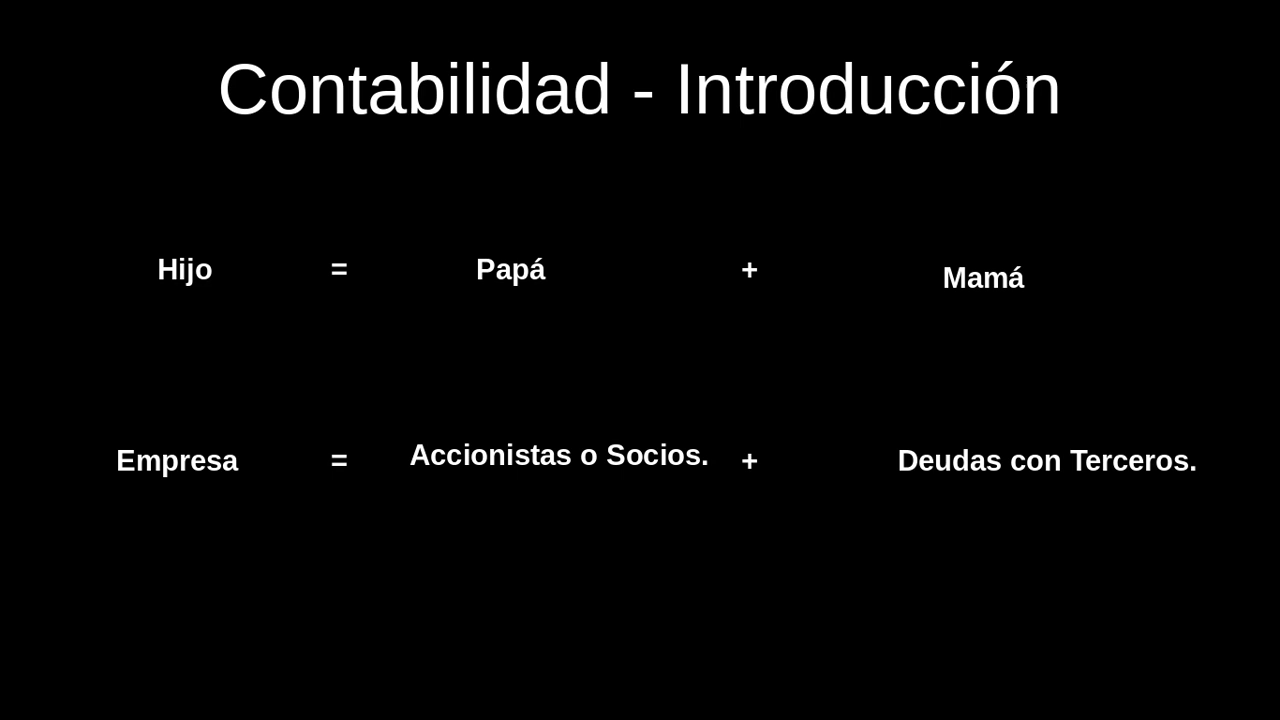 Contabilidad - Introducción
Hijo = Papá + Mamá
Empresa = Accionistas o Socios. + Deudas con Terceros.